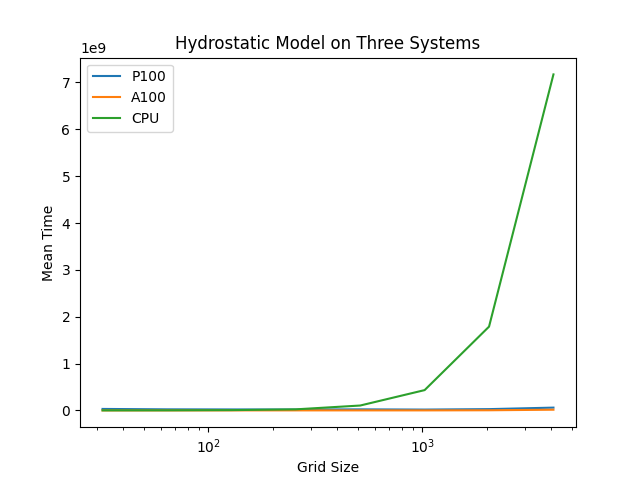 Hydrostatic Model on Three Systems
1e9
P100
A100
CPU
7
6
5
4
3
2
1
0
Mean Time
10²
10³
Grid Size